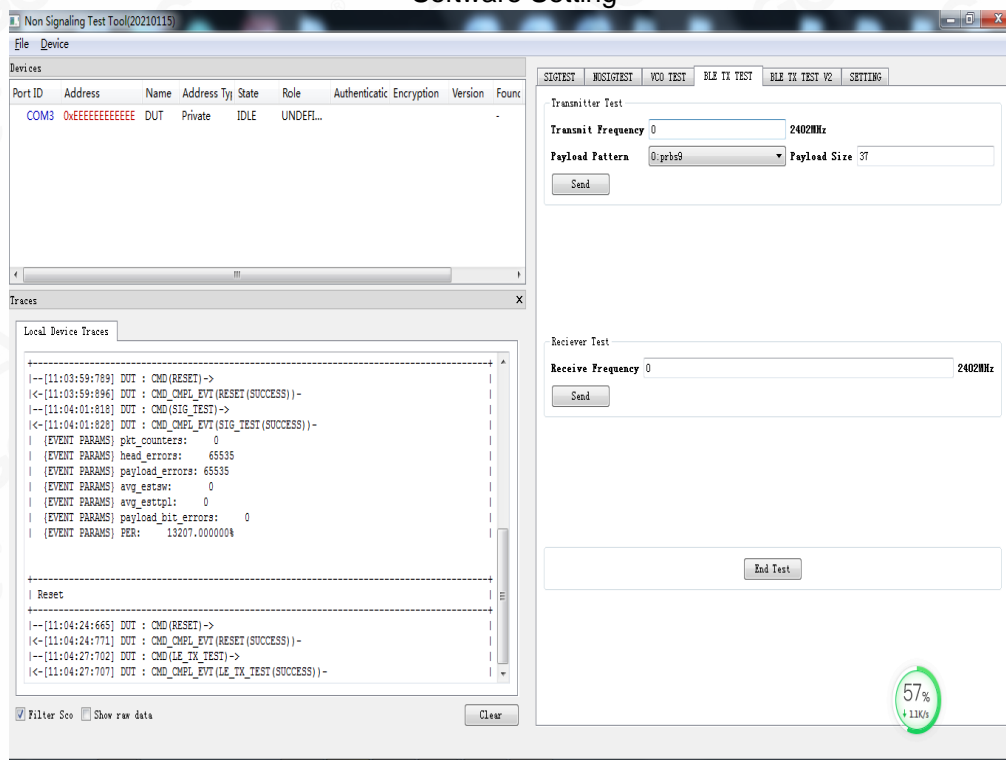 Software Setting
Non Signaling Test Tool(20210115)
File Device
Devices
Port ID Address Name Address Ty State Role Authenticatic Encryption Version Found
COM3 0xEEEEEEEEEEEE DUT Private IDLE UNDEFI... -
Traces
Local Device Traces
+--------------------------------------------------------------------------------+
|--[11:03:59:789] DUT : CMD(RESET)-> |
|<-[11:03:59:896] DUT : CMD_CMPL_EVT(RESET(SUCCESS))- |
|--[11:04:01:818] DUT : CMD(SIG_TEST)-> |
|<-[11:04:01:828] DUT : CMD_CMPL_EVT(SIG_TEST(SUCCESS))- |
| {EVENT PARAMS} pkt_counters: 0 |
| {EVENT PARAMS} head_errors: 65535 |
| {EVENT PARAMS} payload_errors: 65535 |
| {EVENT PARAMS} avg_estsw: 0 |
| {EVENT PARAMS} avg_esttpl: 0 |
| {EVENT PARAMS} payload_bit_errors: 0 |
| {EVENT PARAMS} PER: 13207.000000% |
+--------------------------------------------------------------------------------+
| Reset |
+--------------------------------------------------------------------------------+
|--[11:04:24:665] DUT : CMD(RESET)-> |
|<-[11:04:24:771] DUT : CMD_CMPL_EVT(RESET(SUCCESS))- |
|--[11:04:27:702] DUT : CMD(LE_TX_TEST)-> |
|<-[11:04:27:707] DUT : CMD_CMPL_EVT(LE_TX_TEST(SUCCESS))- |
Filter Sco Show raw data Clear
SIGTEST NOSIGTEST VCO TEST BLE TX TEST BLE TX TEST V2 SETTING
Transmitter Test
Transmit Frequency 0 2402MHz
Payload Pattern 0:prbs9 Payload Size 37
Send
Reciever Test
Receive Frequency 0 2402MHz
Send
End Test
57%
↓ 1.1K/s